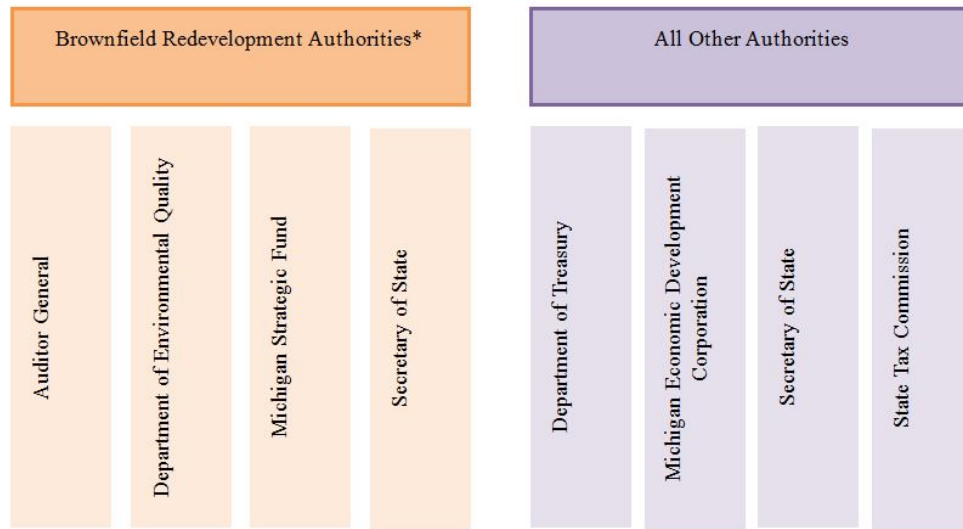 Brownfield Redevelopment Authorities*
All Other Authorities
Auditor General
Department of Environmental Quality
Michigan Strategic Fund
Secretary of State
Department of Treasury
Michigan Economic Development
Corporation
Secretary of State
State Tax Commission